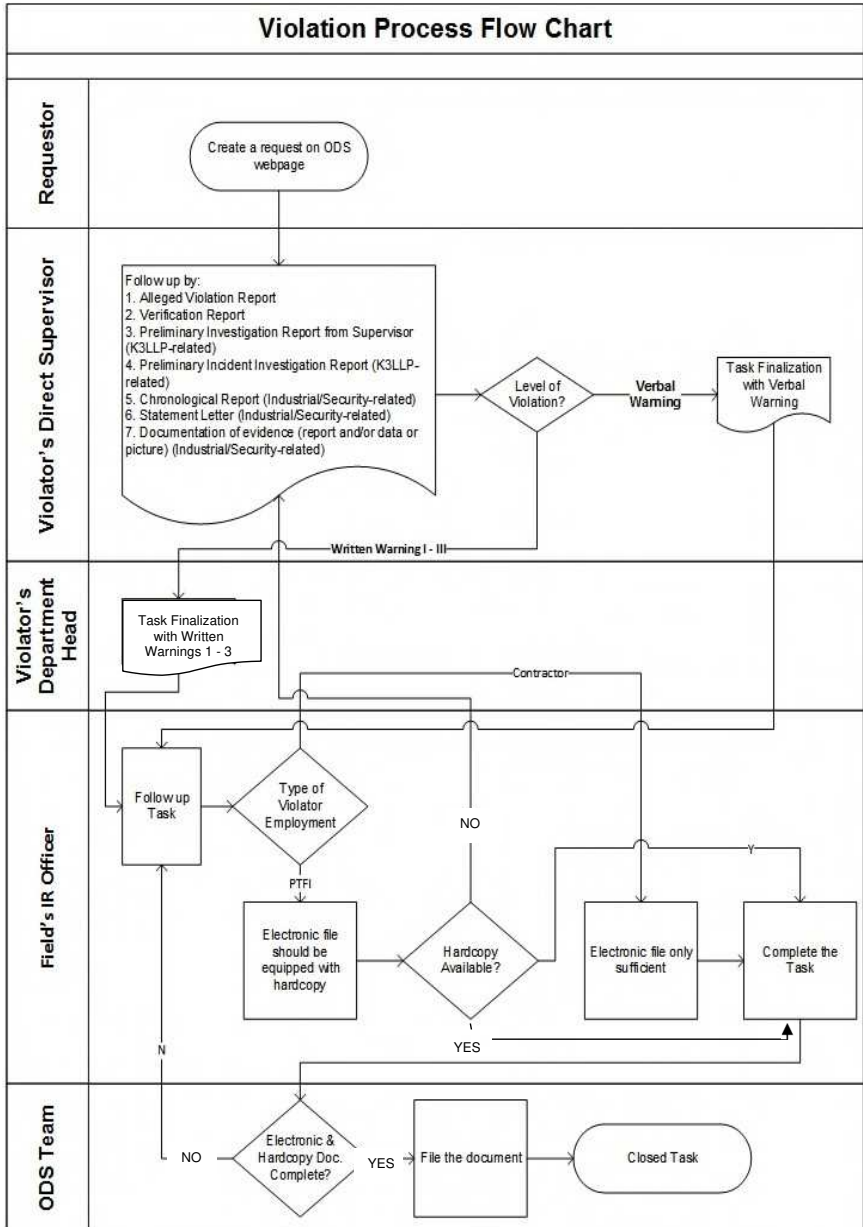 Violation Process Flow Chart
Requestor
Create a request on ODS
webpage
Violator's Direct Supervisor
Follow up by:
1. Alleged Violation Report
2. Verification Report
3. Preliminary Investigation Report from Supervisor
(K3LLP-related)
4. Preliminary Incident Investigation Report (K3LLP-
related)
5. Chronological Report (Industrial/Security-related)
6. Statement Letter (Industrial/Security-related)
7. Documentation of evidence (report and/or data or
picture) (Industrial/Security-related)
Level of
Violation?
Verbal
Warning
Task Finalization
with Verbal
Warning
Written Warning I - III
Violator's
Department
Head
Task Finalization
with Written
Warnings 1 - 3
Contractor
Field's IR Officer
Follow up
Task
Type of
Violator
Employment
NO
Y
PTFI
Electronic file
should be
equipped with
hardcopy
Hardcopy
Available?
Electronic file only
sufficient
Complete the
Task
YES
N
ODS Team
NO
Electronic &
Hardcopy Doc.
Complete?
YES
File the document
Closed Task